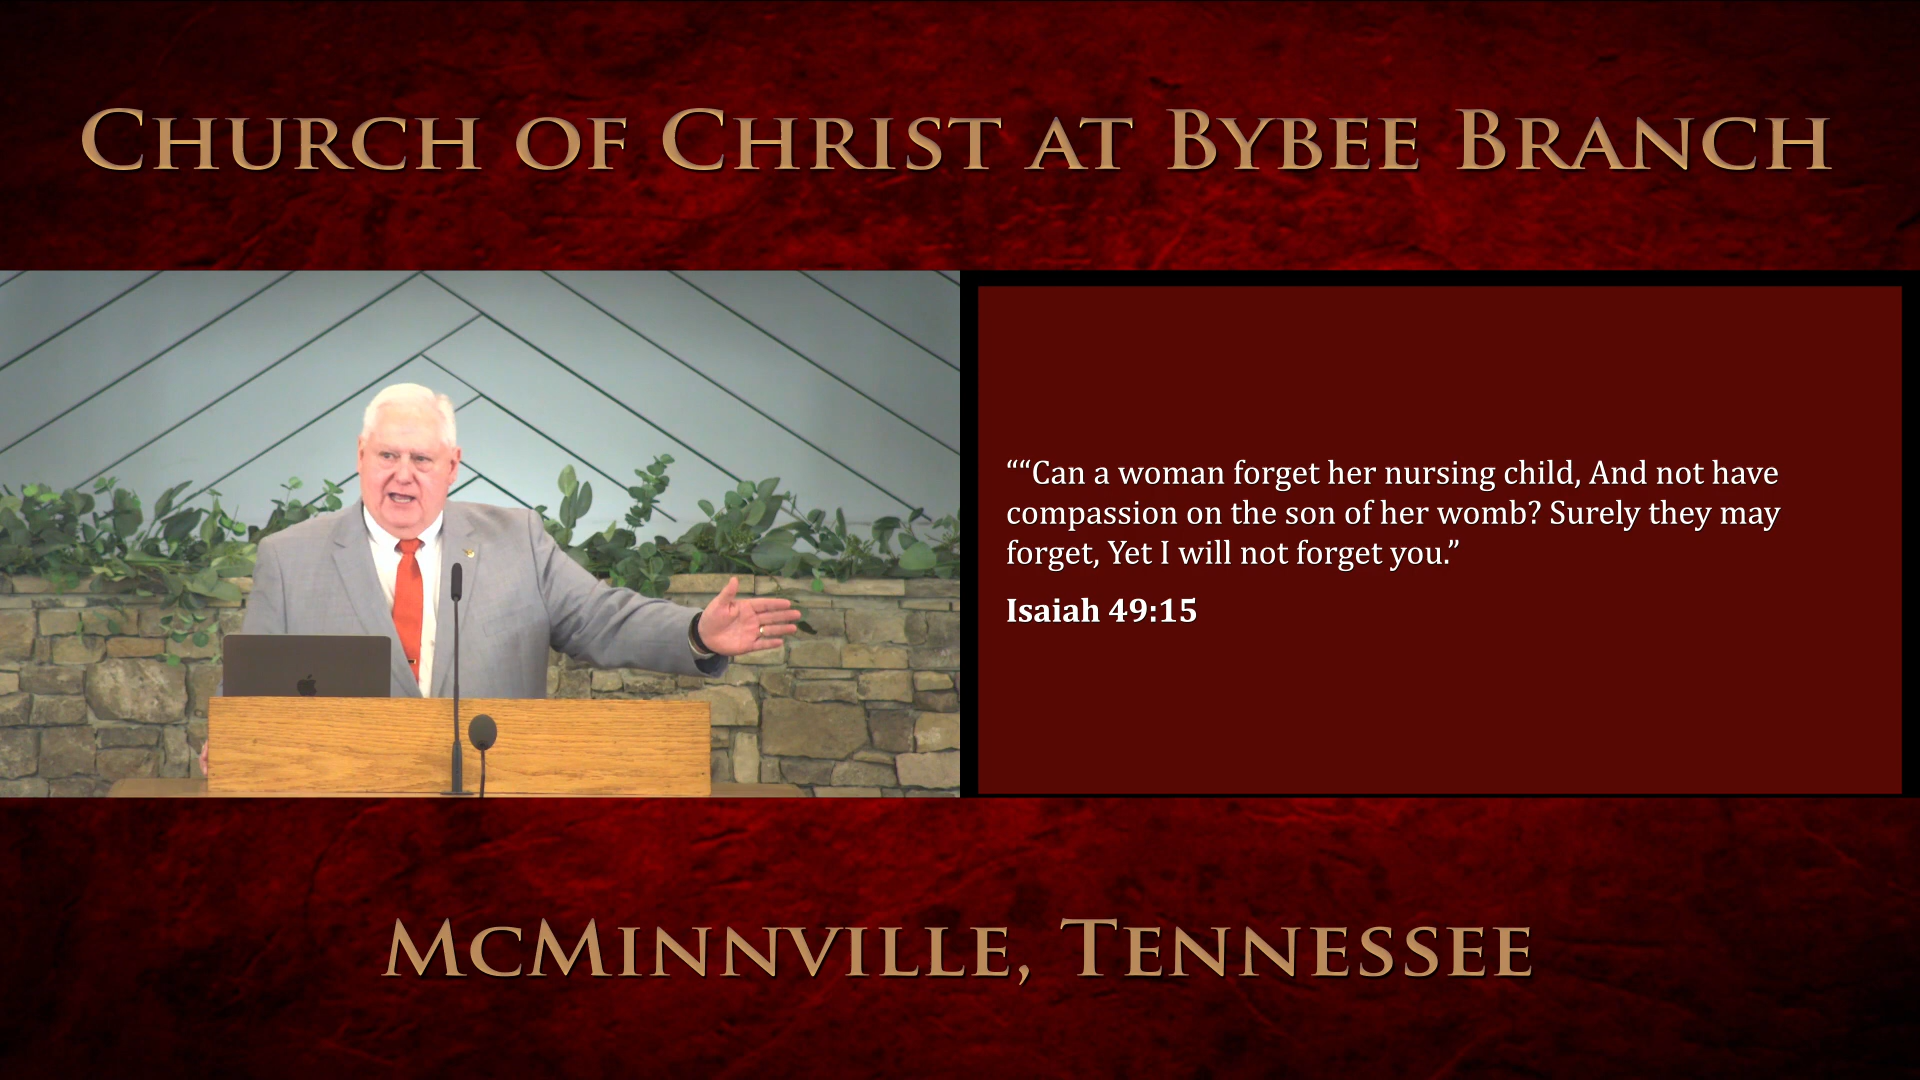 Church of Christ at Bybee Branch
““Can a woman forget her nursing child, And not have
compassion on the son of her womb? Surely they may
forget, Yet I will not forget you.”
Isaiah 49:15
McMinnville, Tennessee